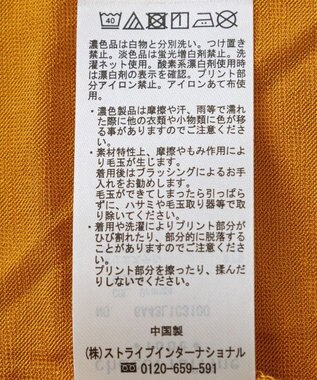 40
濃色品は白物と分別洗い。つけ置き
禁止。淡色品は蛍光増白剤禁止。洗
濯ネット使用。酸素系漂白剤使用時
は漂白剤の表示を確認。プリント部分
アイロン禁止。アイロンあて布使用。
・濃色製品は摩擦や汗、雨等で濡れ
た際に他の衣類や小物類に色が移
る事がありますのでご注意くださ
い。
・素材特性上、摩擦やもみ作用によ
り毛玉が生じます。
着用後はブラッシングによるお手
入れをお勧めします。
毛玉ができてしまったら引っぱら
ずに、ハサミや毛玉取り器等で取
り除いてください。
・着用や洗濯によりプリント部分が
ひび割れたり、部分的に脱落する
ことがありますのでご注意くださ
い。
プリント部分を擦ったり、揉んだ
りしないでください。
中国製
(株)ストライプインターナショナル
0120-659-591